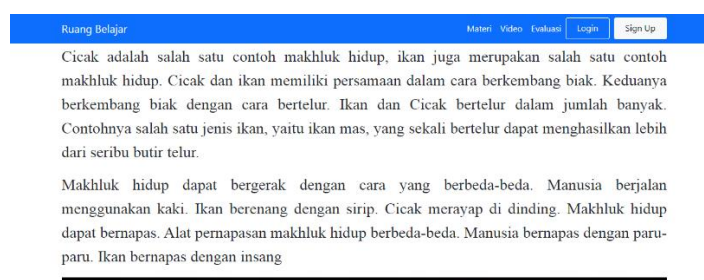 Ruang Belajar Materi Video Evaluasi Login Sign Up
Cicak adalah salah satu contoh makhluk hidup, ikan juga merupakan salah satu contoh
makhluk hidup. Cicak dan ikan memiliki persamaan dalam cara berkembang biak. Keduanya
berkembang biak dengan cara bertelur. Ikan dan Cicak bertelur dalam jumlah banyak.
Contohnya salah satu jenis ikan, yaitu ikan mas, yang sekali bertelur dapat menghasilkan lebih
dari seribu butir telur.
Makhluk hidup dapat bergerak dengan cara yang berbeda-beda. Manusia berjalan
menggunakan kaki. Ikan berenang dengan sirip. Cicak merayap di dinding. Makhluk hidup
dapat bernapas. Alat pernapasan makhluk hidup berbeda-beda. Manusia bernapas dengan paru-
paru. Ikan bernapas dengan insang